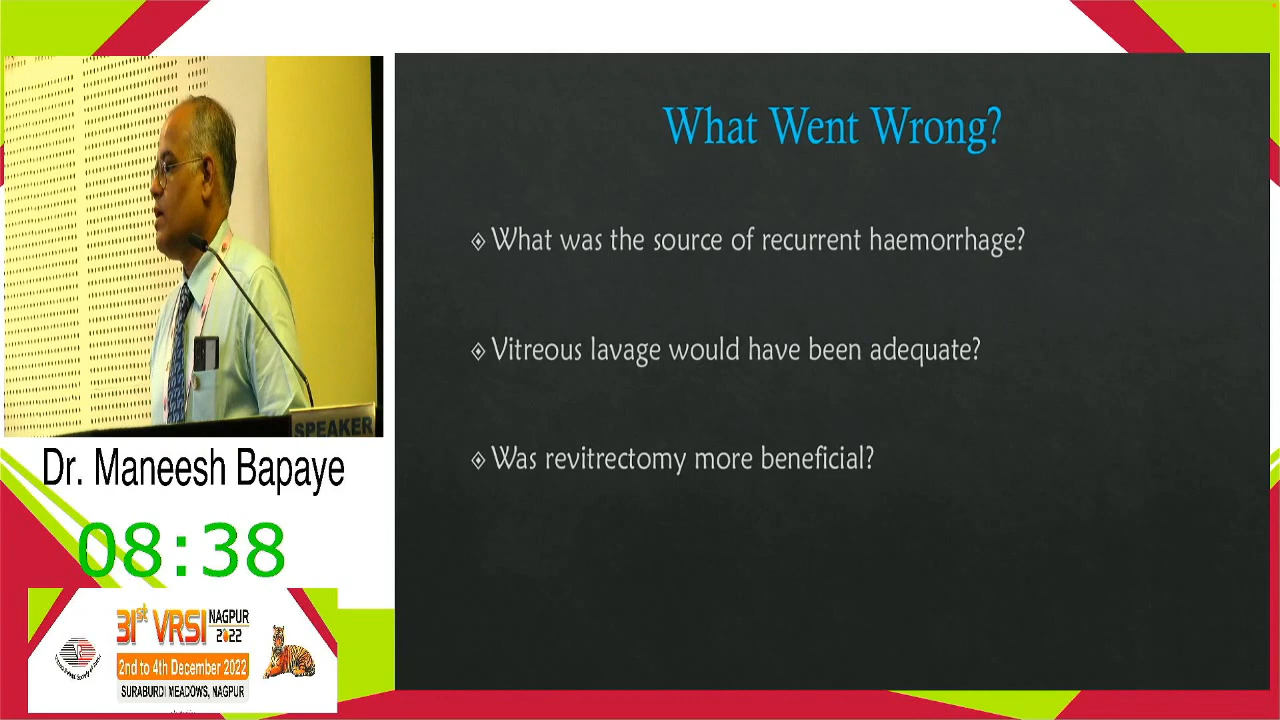 What Went Wrong?
What was the source of recurrent haemorrhage?
Vitreous lavage would have been adequate?
Was revitrectomy more beneficial?
SPEAKER
Dr. Maneesh Bapaye
08:38
31st VRSI NAGPUR 2022
2nd to 4th December 2022
SURABURDI MEADOWS, NAGPUR